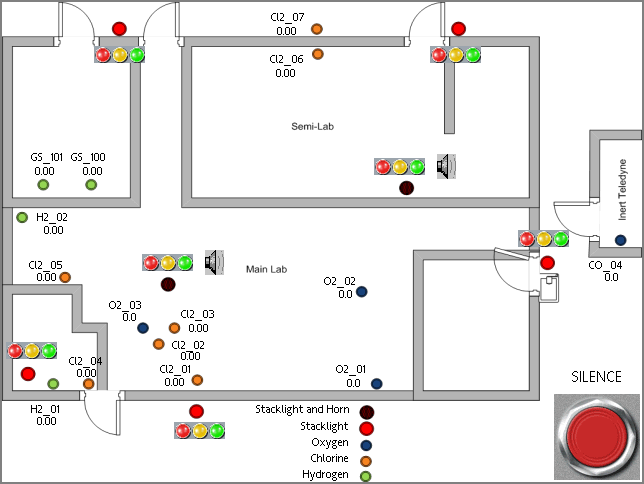 Cl2_07
0.00
Cl2_06
0.00
Semi-Lab
GS_101
0.00
GS_100
0.00
Inert Teledyne
H2_02
0.00
Cl2_05
0.00
Main Lab
CO_04
0.0
O2_02
0.0
O2_03
0.0
Cl2_03
0.00
Cl2_02
0.00
Cl2_04
0.00
Cl2_01
0.00
O2_01
0.0
H2_01
0.00
SILENCE
Stacklight and Horn
Stacklight
Oxygen
Chlorine
Hydrogen